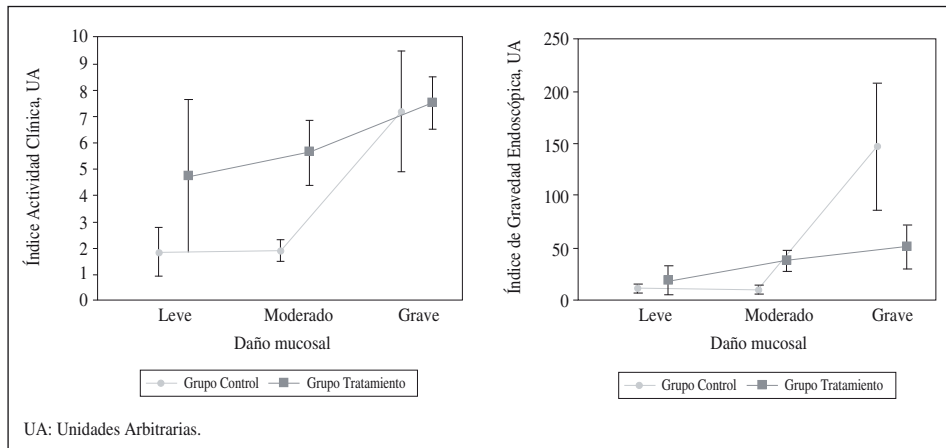 Índice Actividad Clínica, UA
10
9
8
7
6
5
4
3
2
1
0
Leve
Moderado
Grave
Daño mucosal
Grupo Control
Grupo Tratamiento
Índice de Gravedad Endoscópica, UA
250
200
150
100
50
0
Leve
Moderado
Grave
Daño mucosal
Grupo Control
Grupo Tratamiento
UA: Unidades Arbitrarias.